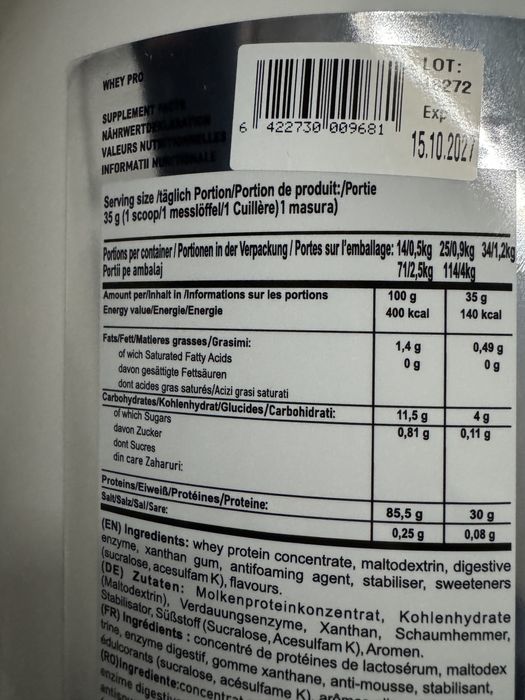 WHEY PRO
LOT:
272
Exp
15.10.2027
6 422730 009681
SUPPLEMENT FACTS
NÄHRWERTDEKLARATION
VALEURS NUTRITIONNELLES
INFORMATII NUTRITIONALE
Serving size /täglich Portion/Portion de produit:/Portie
35 g (1 scoop/1 messlöffel/1 Cuillère)1 masura)
Portions per container / Portionen in der Verpackung / Portes sur l'emballage: 14/0,5kg 25/0,9kg 34/1,2kg
Portii pe ambalaj 71/2,5kg 114/4kg
Amount per/Inhalt in /Informations sur les portions 100 g 35 g
Energy value/Energie/Energie 400 kcal 140 kcal
Fats/Fett/Matieres grasses/Grasimi: 1,4 g 0,49 g
of wich Saturated Fatty Acids 0 g 0 g
davon gesättigte Fettsäuren
dont acides gras saturés/Acizi grasi saturati
Carbohydrates/Kohlenhydrat/Glucides/Carbohidrati: 11,5 g 4 g
of which Sugars 0,81 g 0,11 g
davon Zucker
dont Sucres
din care Zaharuri:
Proteins/Eiweiß/Protéines/Proteine: 85,5 g 30 g
Salt/Salz/Sal/Sare: 0,25 g 0,08 g
(EN) Ingredients: whey protein concentrate, maltodextrin, digestive
enzyme, xanthan gum, antifoaming agent, stabiliser, sweeteners
(sucralose, acesulfam K), flavours.
(DE) Zutaten: Molkenproteinkonzentrat, Kohlenhydrate
(Maltodextrin), Verdauungsenzyme, Xanthan, Schaumhemmer,
Stabilisator, Süßstoff (Sucralose, Acesulfam K), Aromen.
(FR) Ingrédients : concentré de protéines de lactosérum, maltodex
trine, enzyme digestif, gomme xanthane, anti-mousse, stabilisant,
édulcorants (sucralose, acésulfame K)
(RO)Ingrediente:concentrat
enzime digestiv